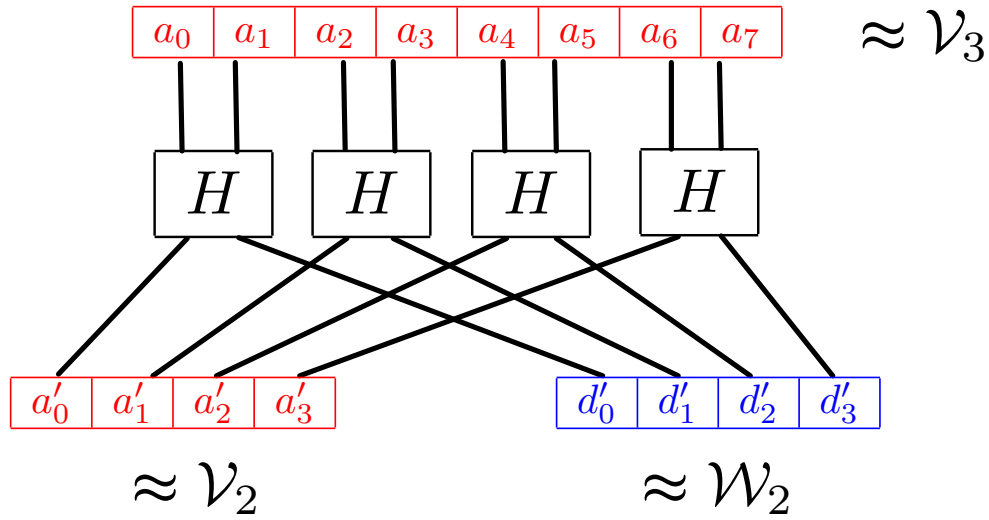 a₀ a₁ a₂ a₃ a₄ a₅ a₆ a₇ ≈ 𝒱₃
H H H H
a′₀ a′₁ a′₂ a′₃ d′₀ d′₁ d′₂ d′₃
≈ 𝒱₂ ≈ 𝒲₂